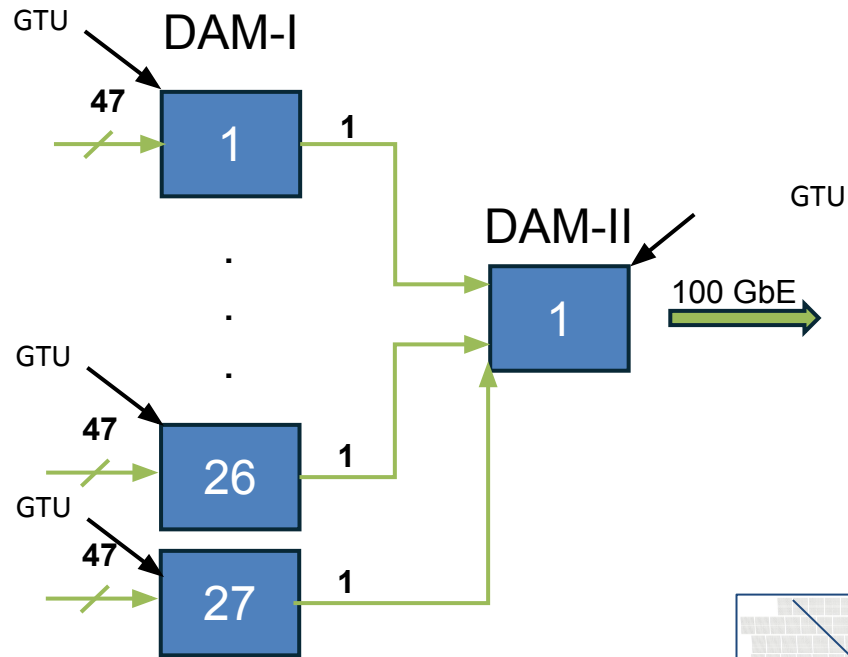 GTU
DAM-I
47
1
1
GTU
DAM-II
1
100 GbE
.
.
.
GTU
47
26
1
GTU
47
27
1